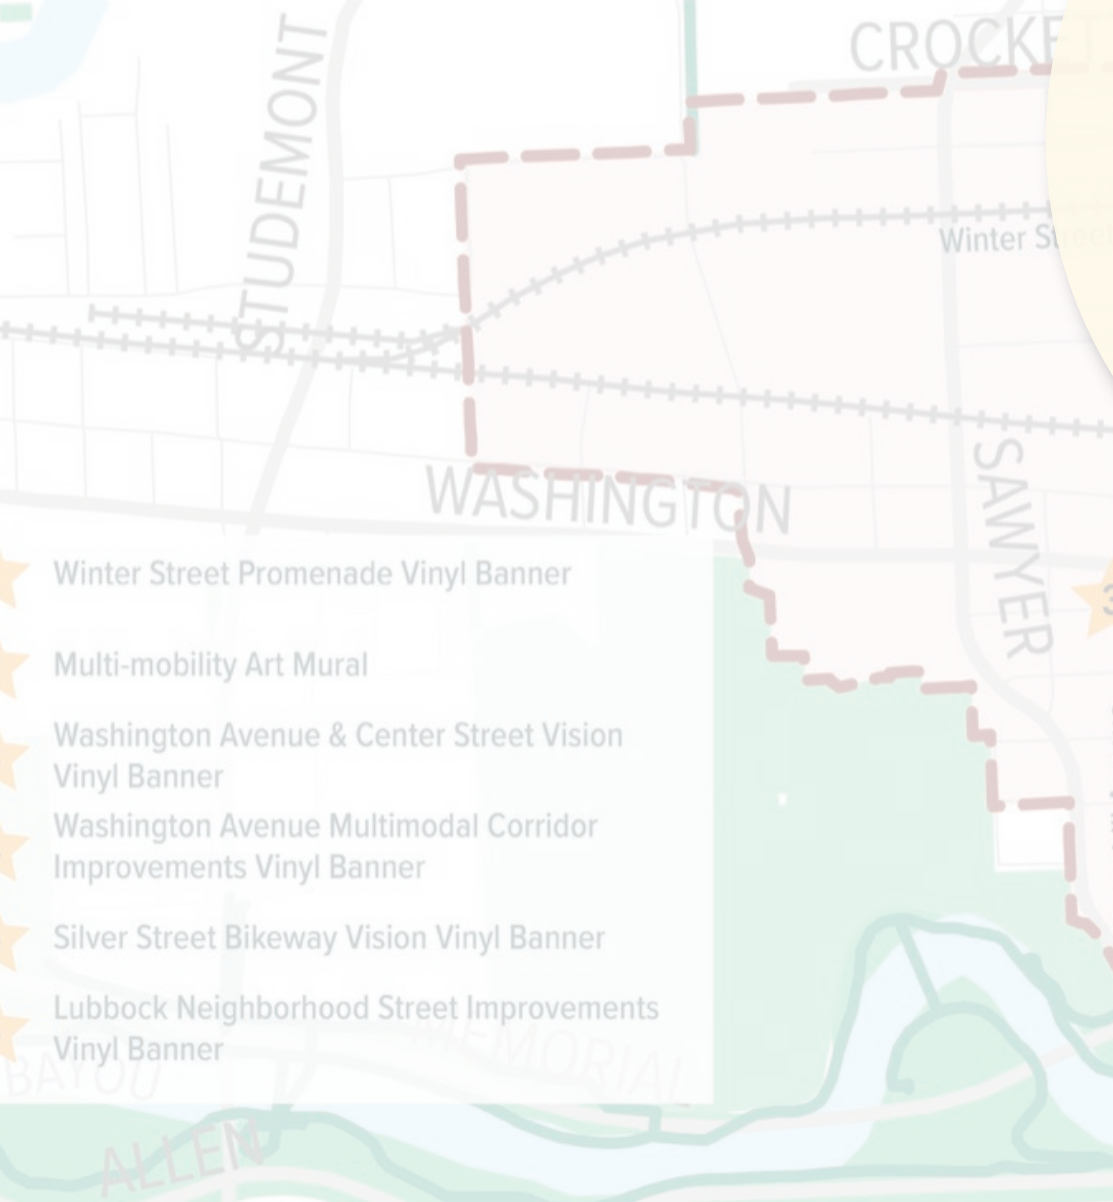 CROCKE
STUDEMONT
Winter Street
WASHINGTON
SAWYER
3
Winter Street Promenade Vinyl Banner
Multi-mobility Art Mural
Washington Avenue & Center Street Vision
Vinyl Banner
Washington Avenue Multimodal Corridor
Improvements Vinyl Banner
Silver Street Bikeway Vision Vinyl Banner
Lubbock Neighborhood Street Improvements
Vinyl Banner
MEMORIAL
BAYOU
ALLEN